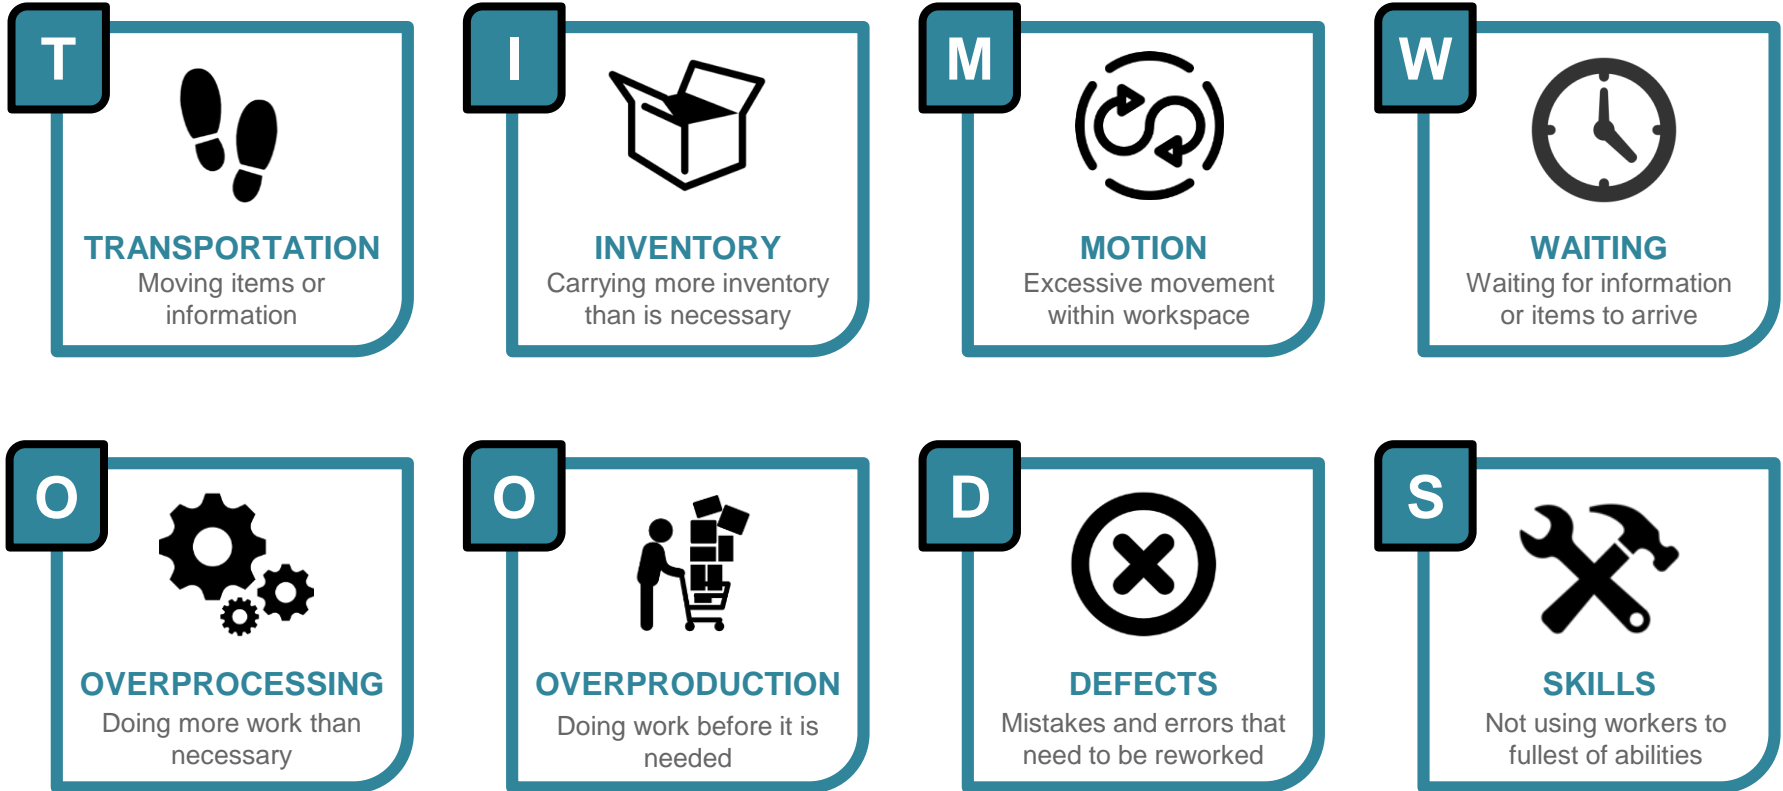 T
TRANSPORTATION
Moving items or
information
I
INVENTORY
Carrying more inventory
than is necessary
M
MOTION
Excessive movement
within workspace
W
WAITING
Waiting for information
or items to arrive
O
OVERPROCESSING
Doing more work than
necessary
O
OVERPRODUCTION
Doing work before it is
needed
D
DEFECTS
Mistakes and errors that
need to be reworked
S
SKILLS
Not using workers to
fullest of abilities